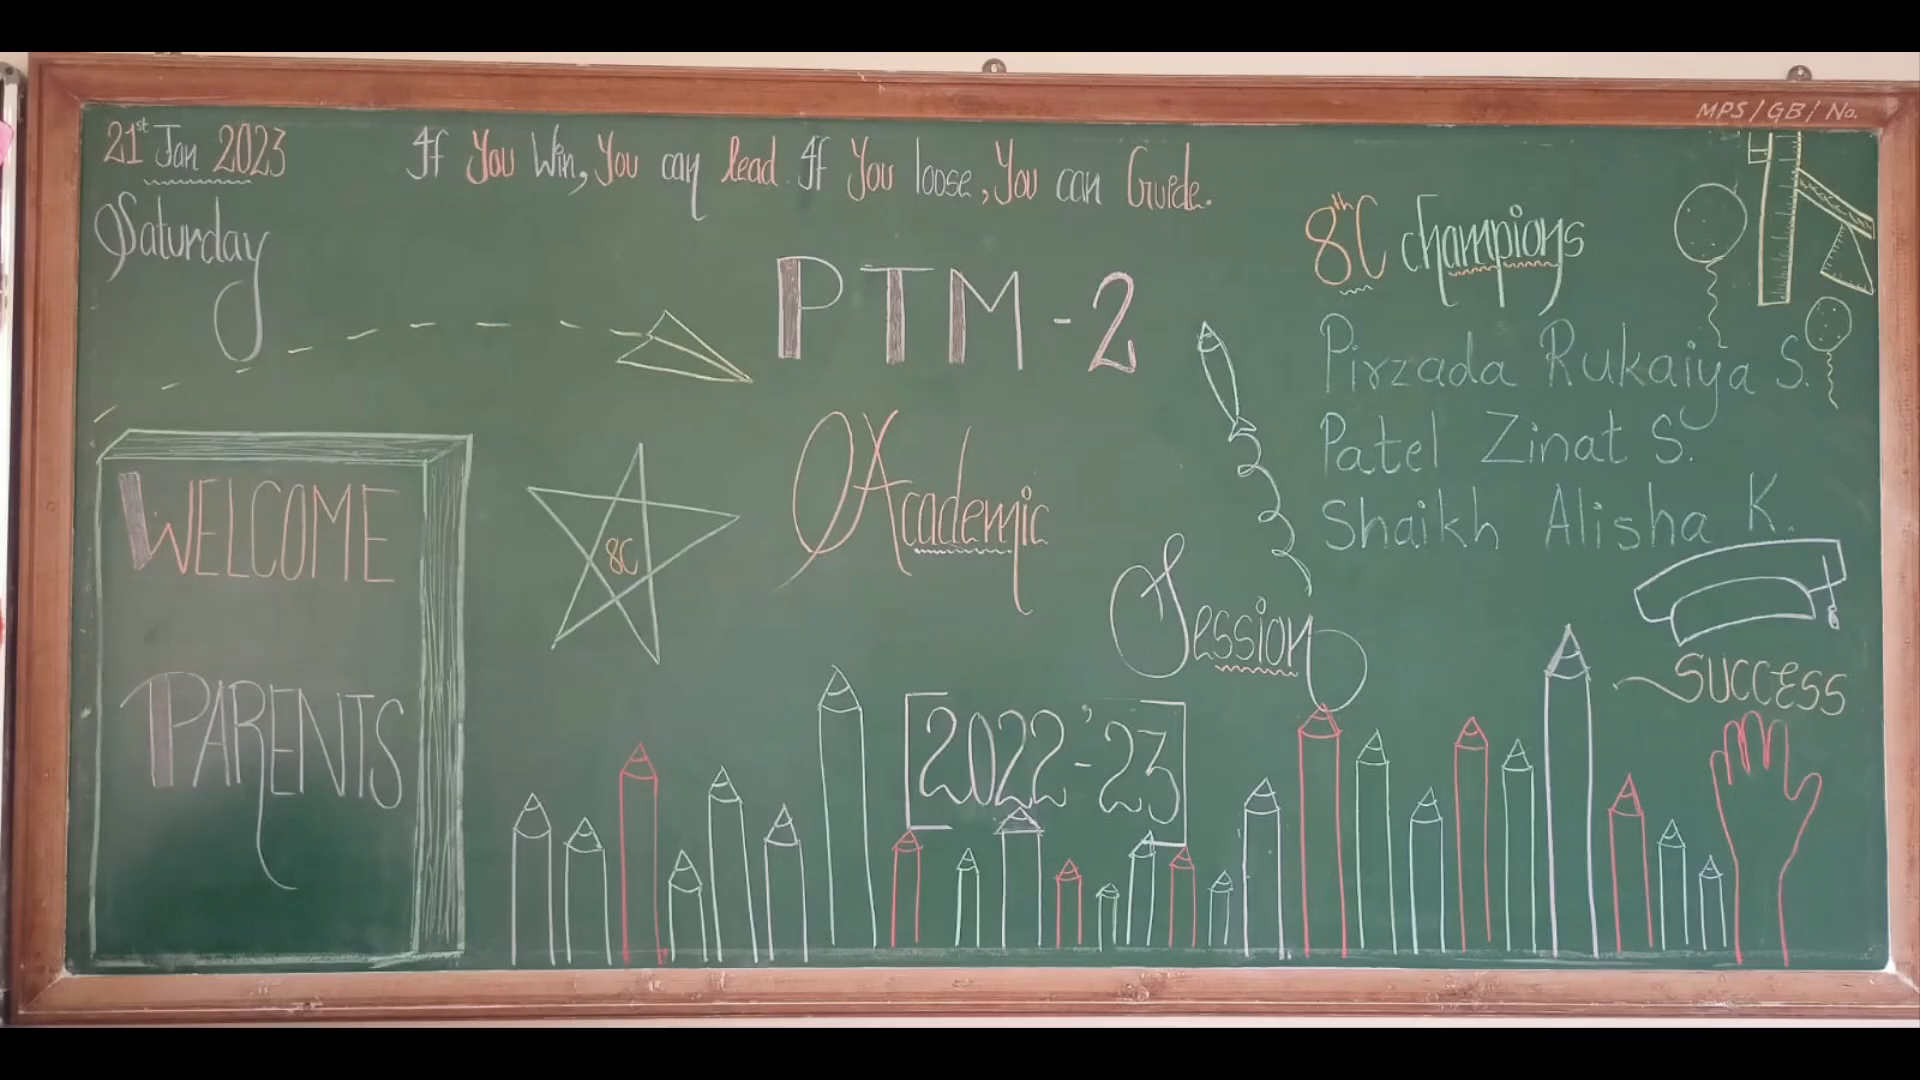 MPS/GB/No.
21st Jan 2023
Saturday
If You Win, You can lead. If You loose, You can Guide.
PTM-2
Academic
Session
2022-'23
8th C champions
Pirzada Rukaiya S.
Patel Zinat S.
Shaikh Alisha K.
WELCOME
PARENTS
8C
SUCCESS